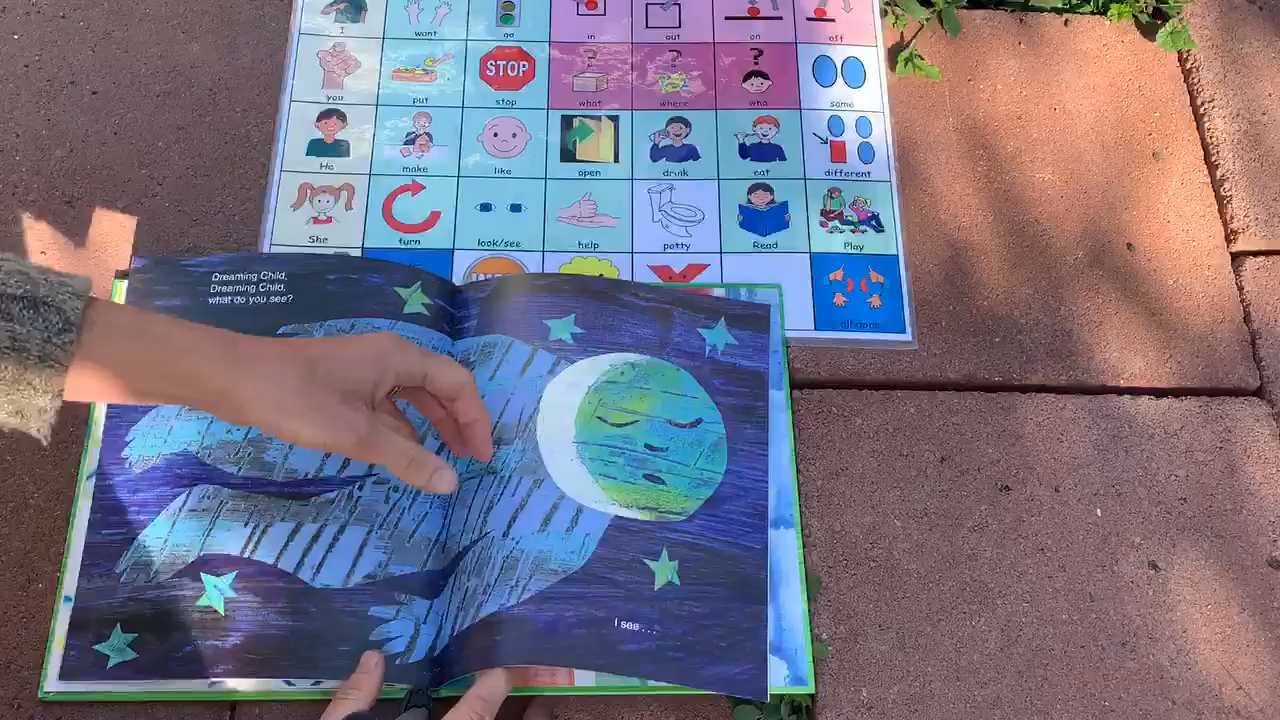 I want go in out on off
you put stop what where who same
STOP
? ? ?
He make like open drink eat different
She turn look/see help potty Read Play
all done
Dreaming Child,
Dreaming Child,
what do you see?
I see . . .